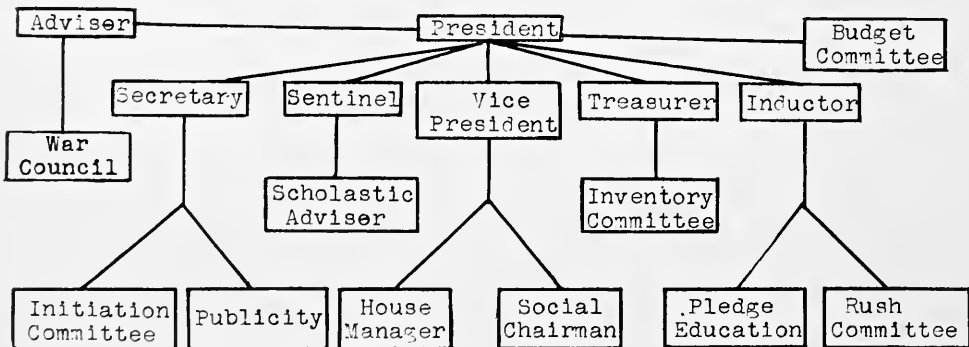 Adviser
President
Budget
Committee
Secretary
Sentinel
Vice
President
Treasurer
Inductor
War
Council
Scholastic
Adviser
Inventory
Committee
Initiation
Committee
Publicity
House
Manager
Social
Chairman
.Pledge
Education
Rush
Committee